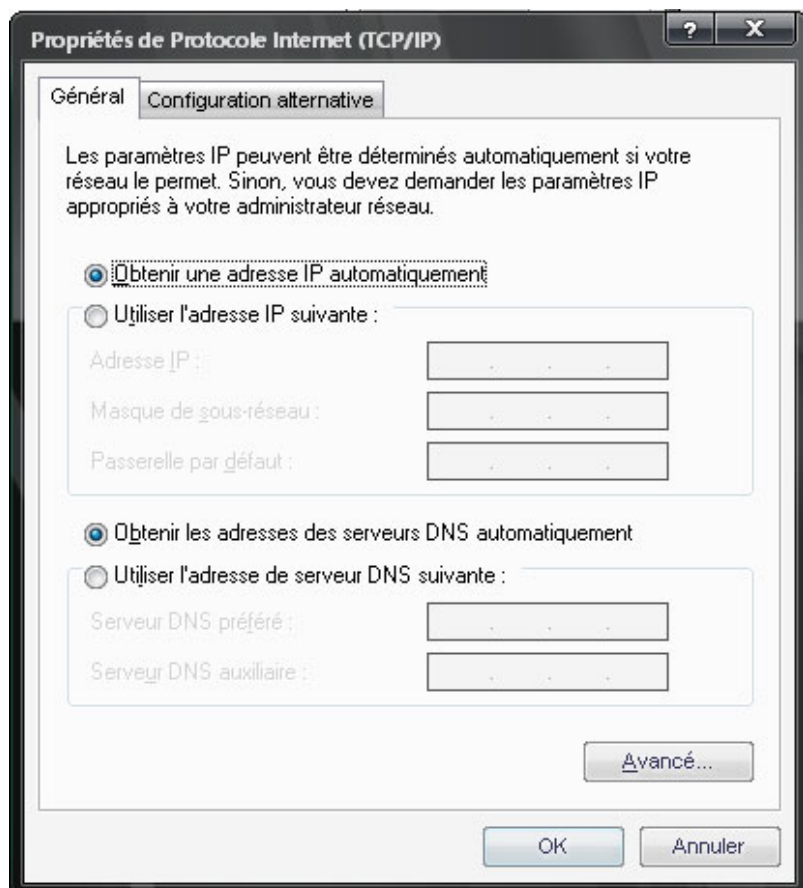 Propriétés de Protocole Internet (TCP/IP)
? X
Général Configuration alternative
Les paramètres IP peuvent être déterminés automatiquement si votre
réseau le permet. Sinon, vous devez demander les paramètres IP
appropriés à votre administrateur réseau.
Obtenir une adresse IP automatiquement
Utiliser l'adresse IP suivante :
Adresse IP : . . .
Masque de sous-réseau : . . .
Passerelle par défaut : . . .
Obtenir les adresses des serveurs DNS automatiquement
Utiliser l'adresse de serveur DNS suivante :
Serveur DNS préféré : . . .
Serveur DNS auxiliaire : . . .
Avancé...
OK Annuler